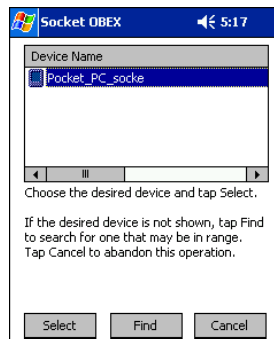 Socket OBEX 5:17
Device Name
Pocket_PC_socke
Choose the desired device and tap Select.
If the desired device is not shown, tap Find
to search for one that may be in range.
Tap Cancel to abandon this operation.
Select Find Cancel